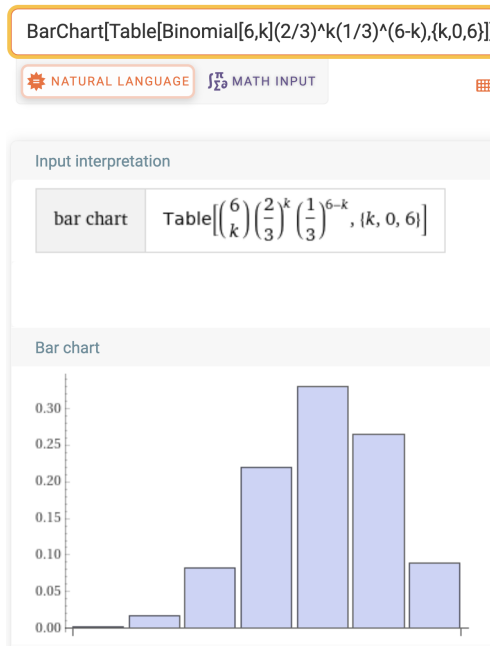 BarChart[Table[Binomial[6,k](2/3)^k(1/3)^(6-k),{k,0,6}]
NATURAL LANGUAGE ∫Σ∂π MATH INPUT
Input interpretation
bar chart Table[(6 k) (2/3)^k (1/3)^6−k, {k, 0, 6}]
Bar chart
0.30
0.25
0.20
0.15
0.10
0.05
0.00